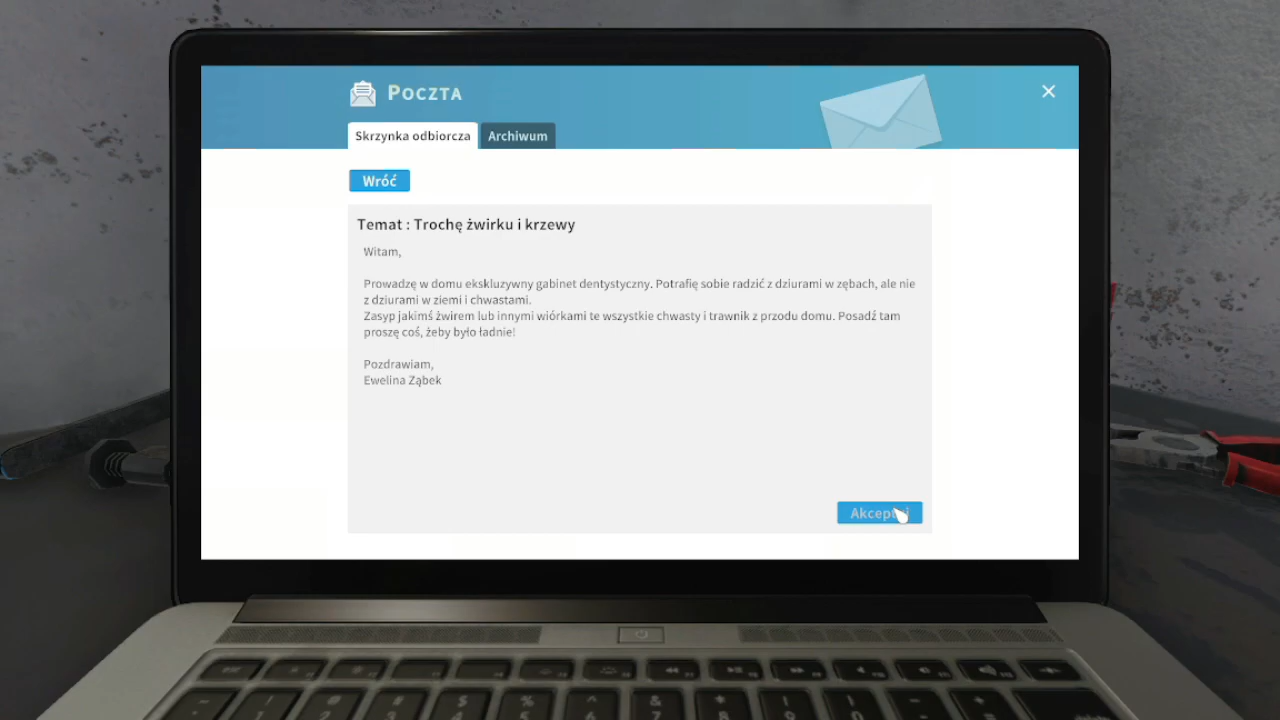 Poczta
Skrzynka odbiorcza
Archiwum
Wróć
Temat : Trochę żwirku i krzewy
Witam,
Prowadzę w domu ekskluzywny gabinet dentystyczny. Potrafię sobie radzić z dziurami w zębach, ale nie
z dziurami w ziemi i chwastami.
Zasyp jakimś żwirem lub innymi wiórkami te wszystkie chwasty i trawnik z przodu domu. Posadź tam
proszę coś, żeby było ładnie!
Pozdrawiam,
Ewelina Ząbek